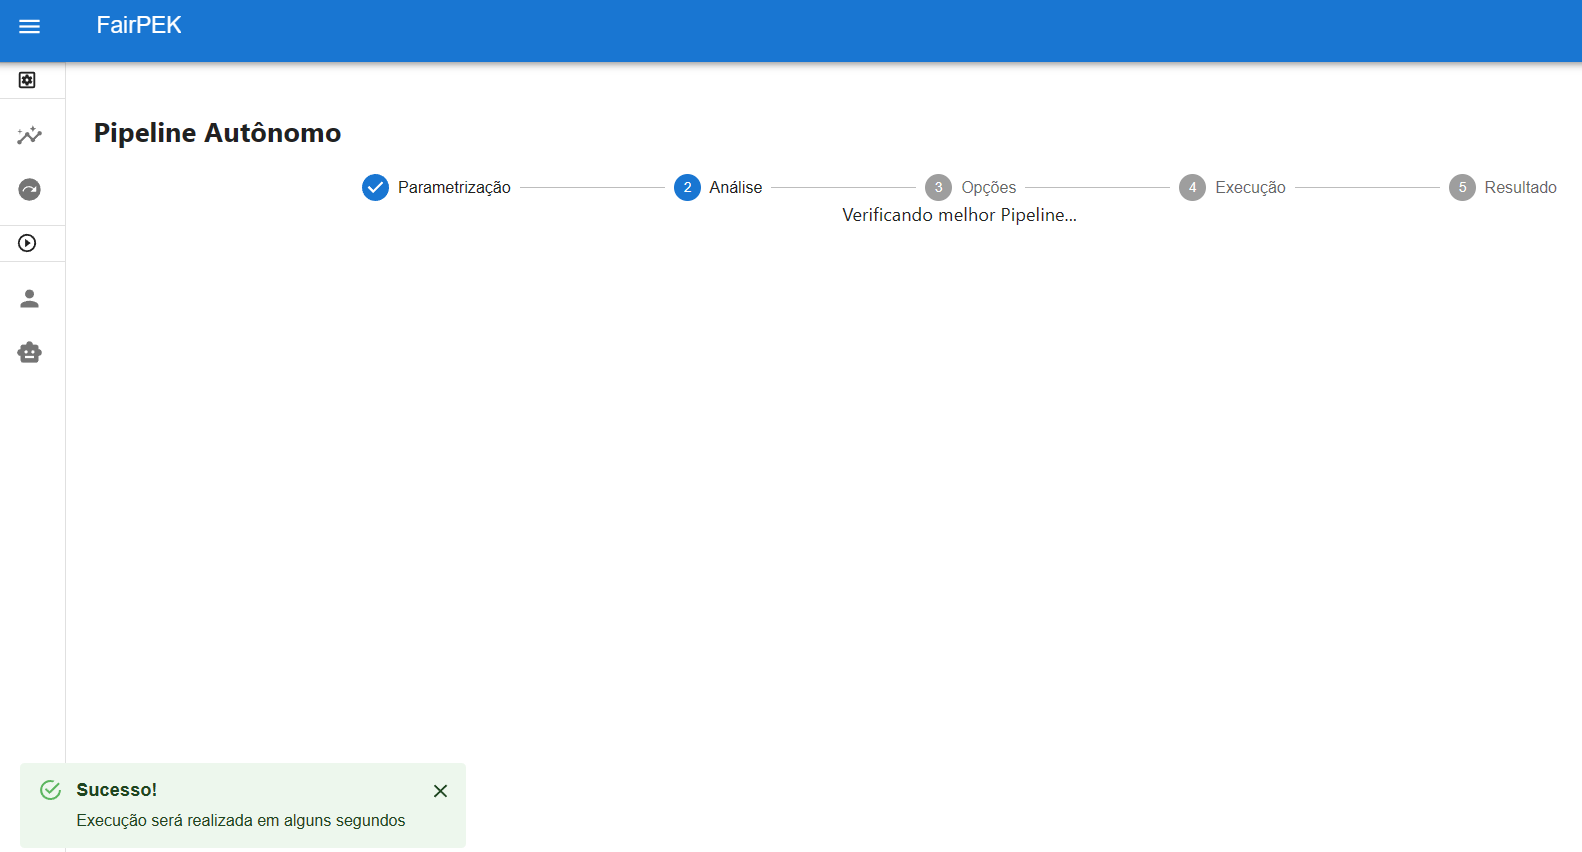 FairPEK
Pipeline Autônomo
Parametrização
2 Análise
3 Opções
4 Execução
5 Resultado
Verificando melhor Pipeline...
Sucesso!
Execução será realizada em alguns segundos